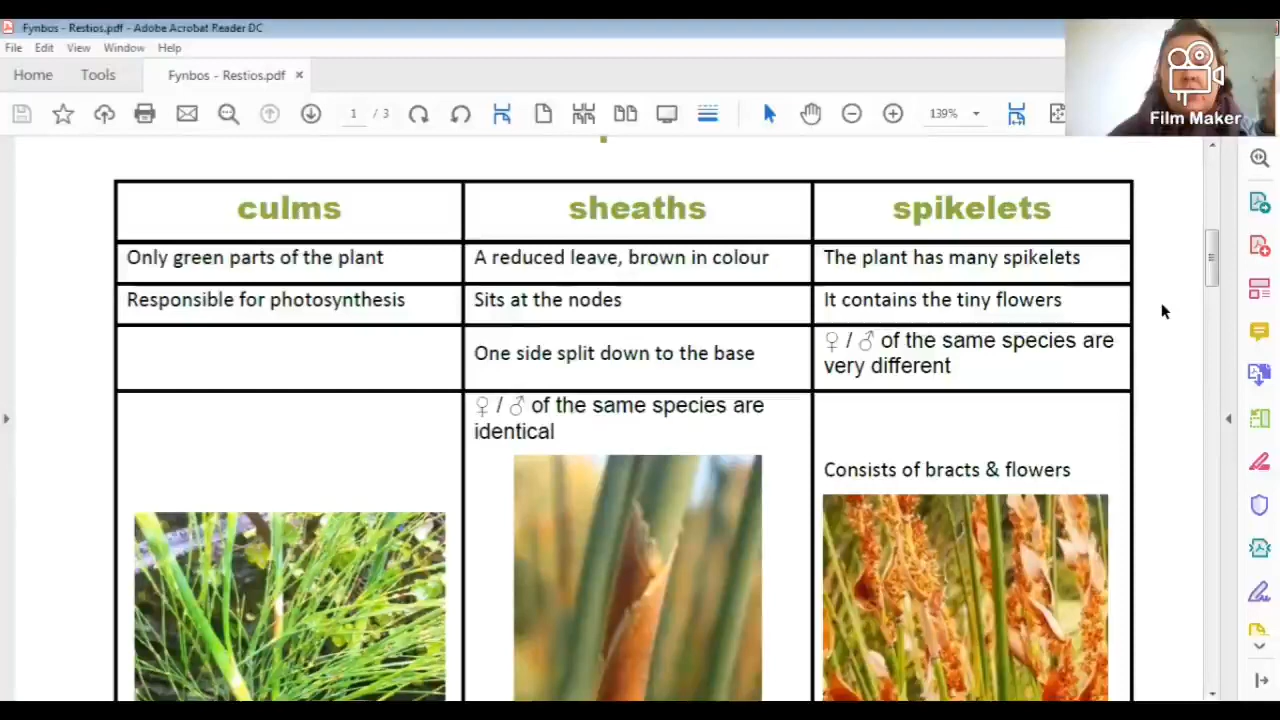 Fynbos - Restios.pdf - Adobe Acrobat Reader DC
File Edit View Window Help
Home Tools Fynbos - Restios.pdf ×
1 / 3 139%
Film Maker
culms sheaths spikelets
Only green parts of the plant
A reduced leave, brown in colour
The plant has many spikelets
Responsible for photosynthesis
Sits at the nodes
It contains the tiny flowers
One side split down to the base
♀ / ♂ of the same species are
very different
♀ / ♂ of the same species are
identical
Consists of bracts & flowers